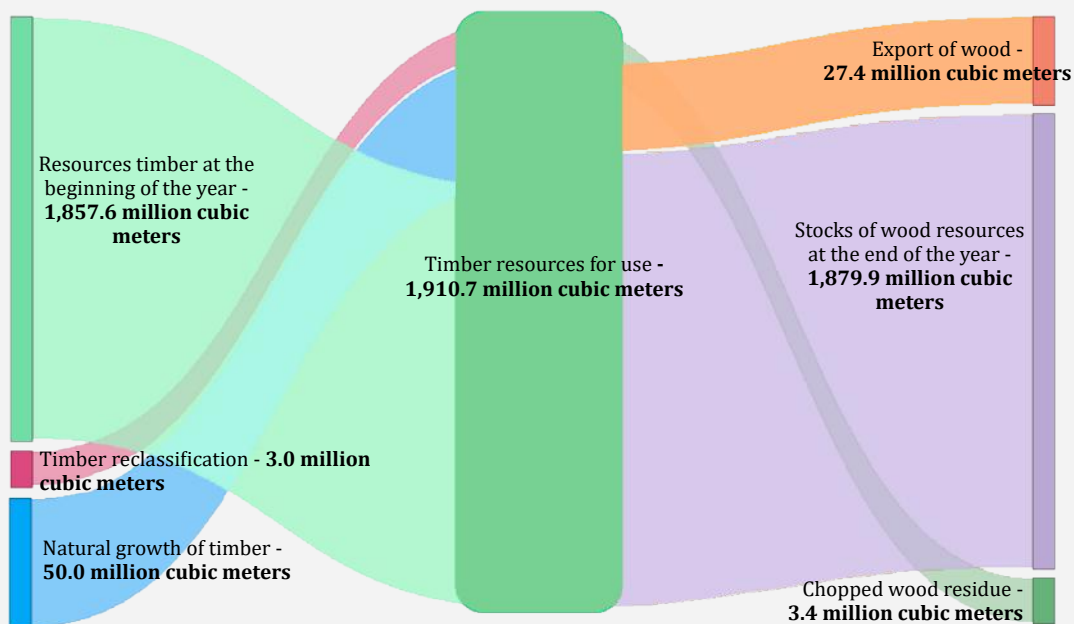 Resources timber at the
beginning of the year -
1,857.6 million cubic
meters
Timber reclassification - 3.0 million
cubic meters
Natural growth of timber -
50.0 million cubic meters
Timber resources for use -
1,910.7 million cubic meters
Export of wood -
27.4 million cubic meters
Stocks of wood resources
at the end of the year -
1,879.9 million cubic
meters
Chopped wood residue -
3.4 million cubic meters